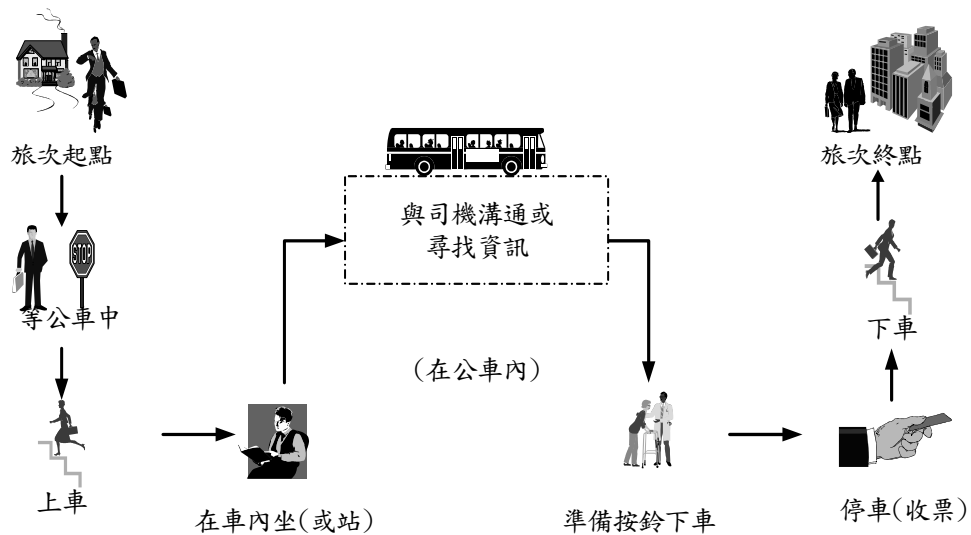 旅次起點
STOP
等公車中
上車
在車內坐(或站)
與司機溝通或
尋找資訊
(在公車內)
準備按鈴下車
停車(收票)
下車
旅次終點